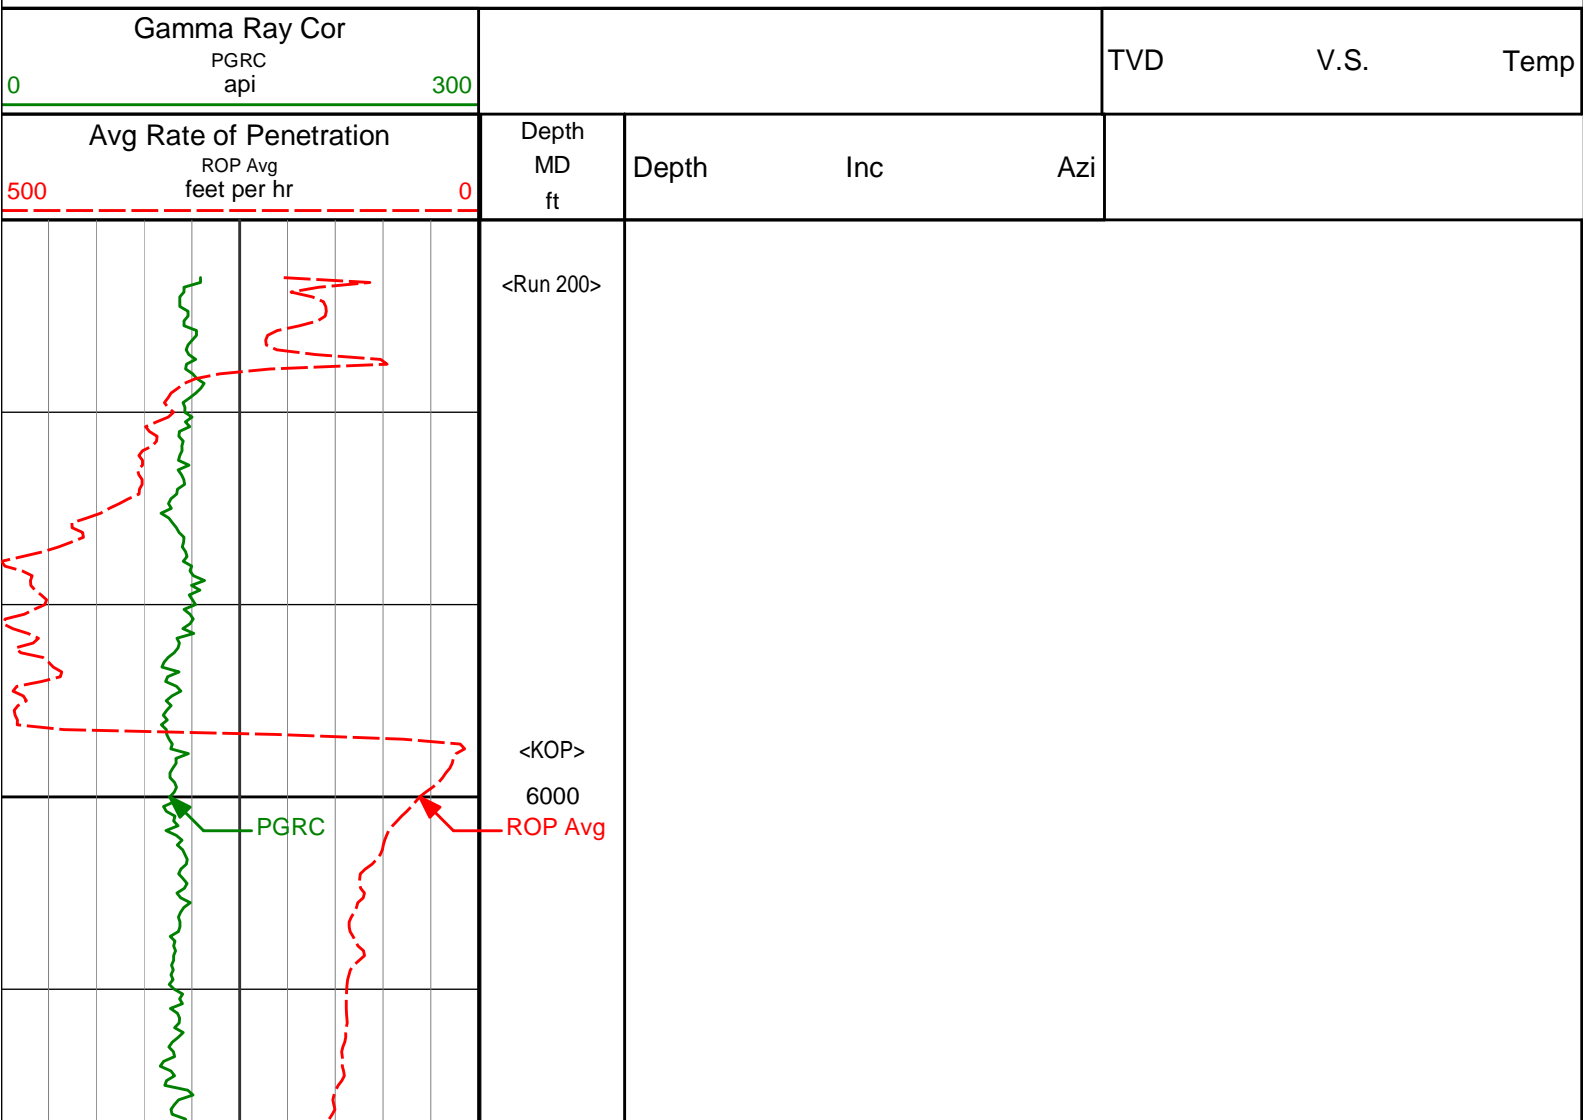 Gamma Ray Cor
PGRC
api
0 300
TVD V.S. Temp
Avg Rate of Penetration
ROP Avg
feet per hr
500 0
Depth
MD
ft
Depth Inc Azi
<Run 200>
<KOP>
6000
PGRC
ROP Avg